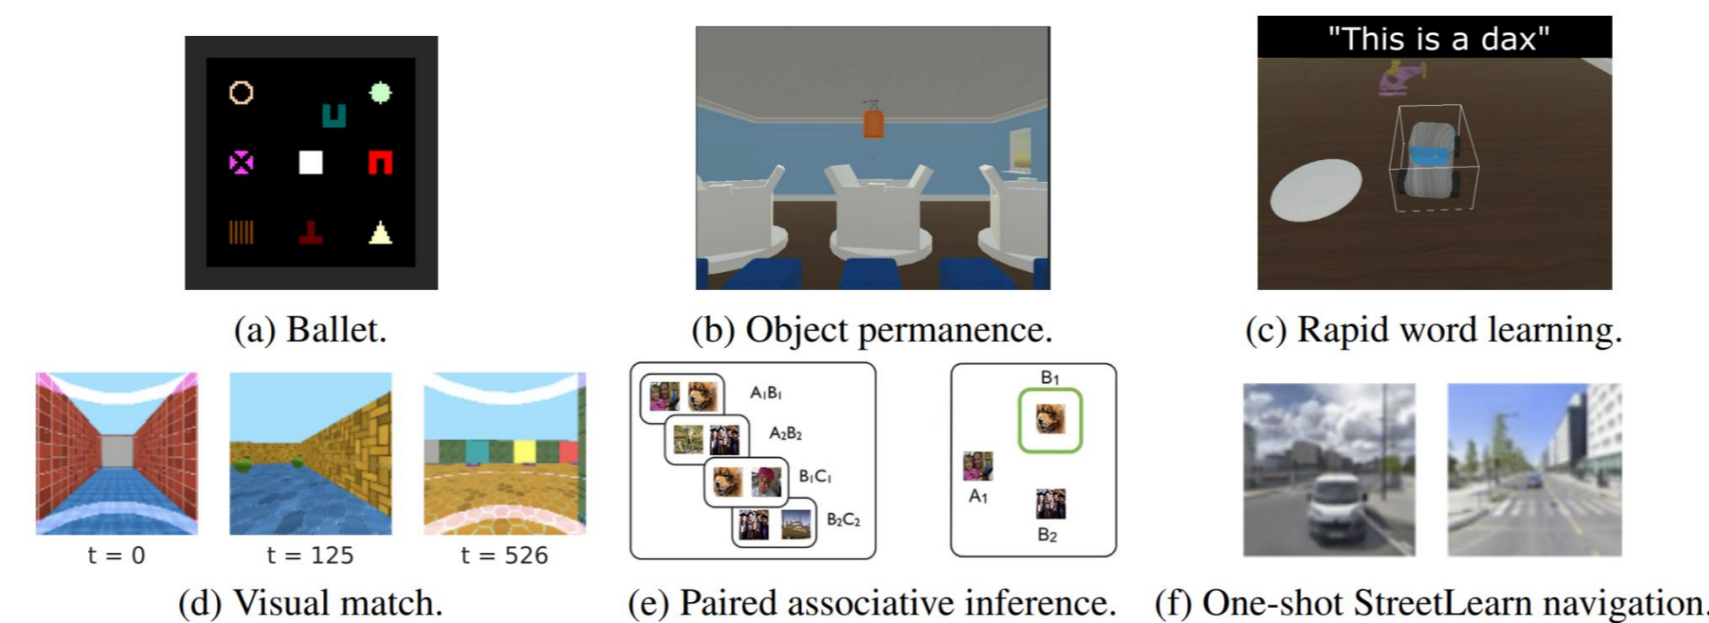 "This is a dax"
(a) Ballet.
(b) Object permanence.
(c) Rapid word learning.
t = 0
t = 125
t = 526
(d) Visual match.
A₁B₁
A₂B₂
B₁C₁
B₂C₂
B₁
A₁
B₂
(e) Paired associative inference.
(f) One-shot StreetLearn navigation.